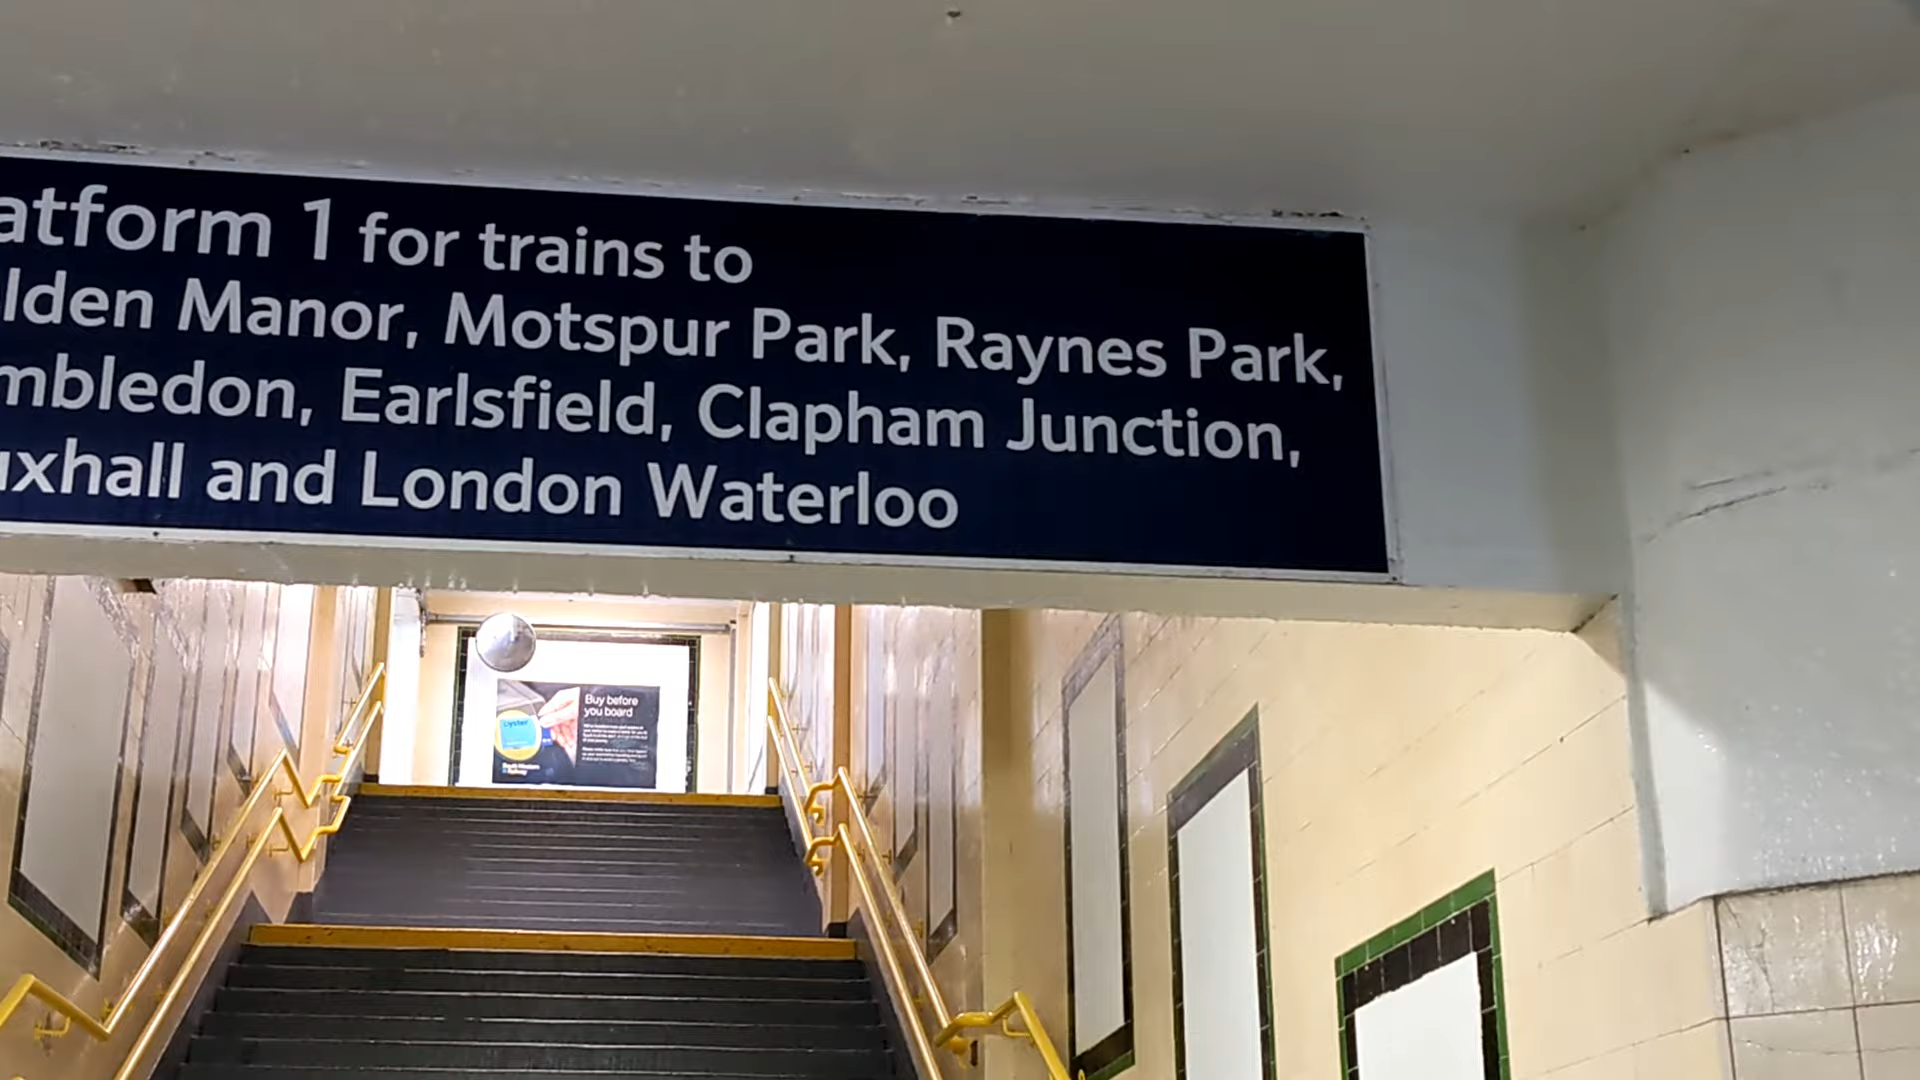 atform 1 for trains to
lden Manor, Motspur Park, Raynes Park,
mbledon, Earlsfield, Clapham Junction,
uxhall and London Waterloo
Buy before
you board
Oyster